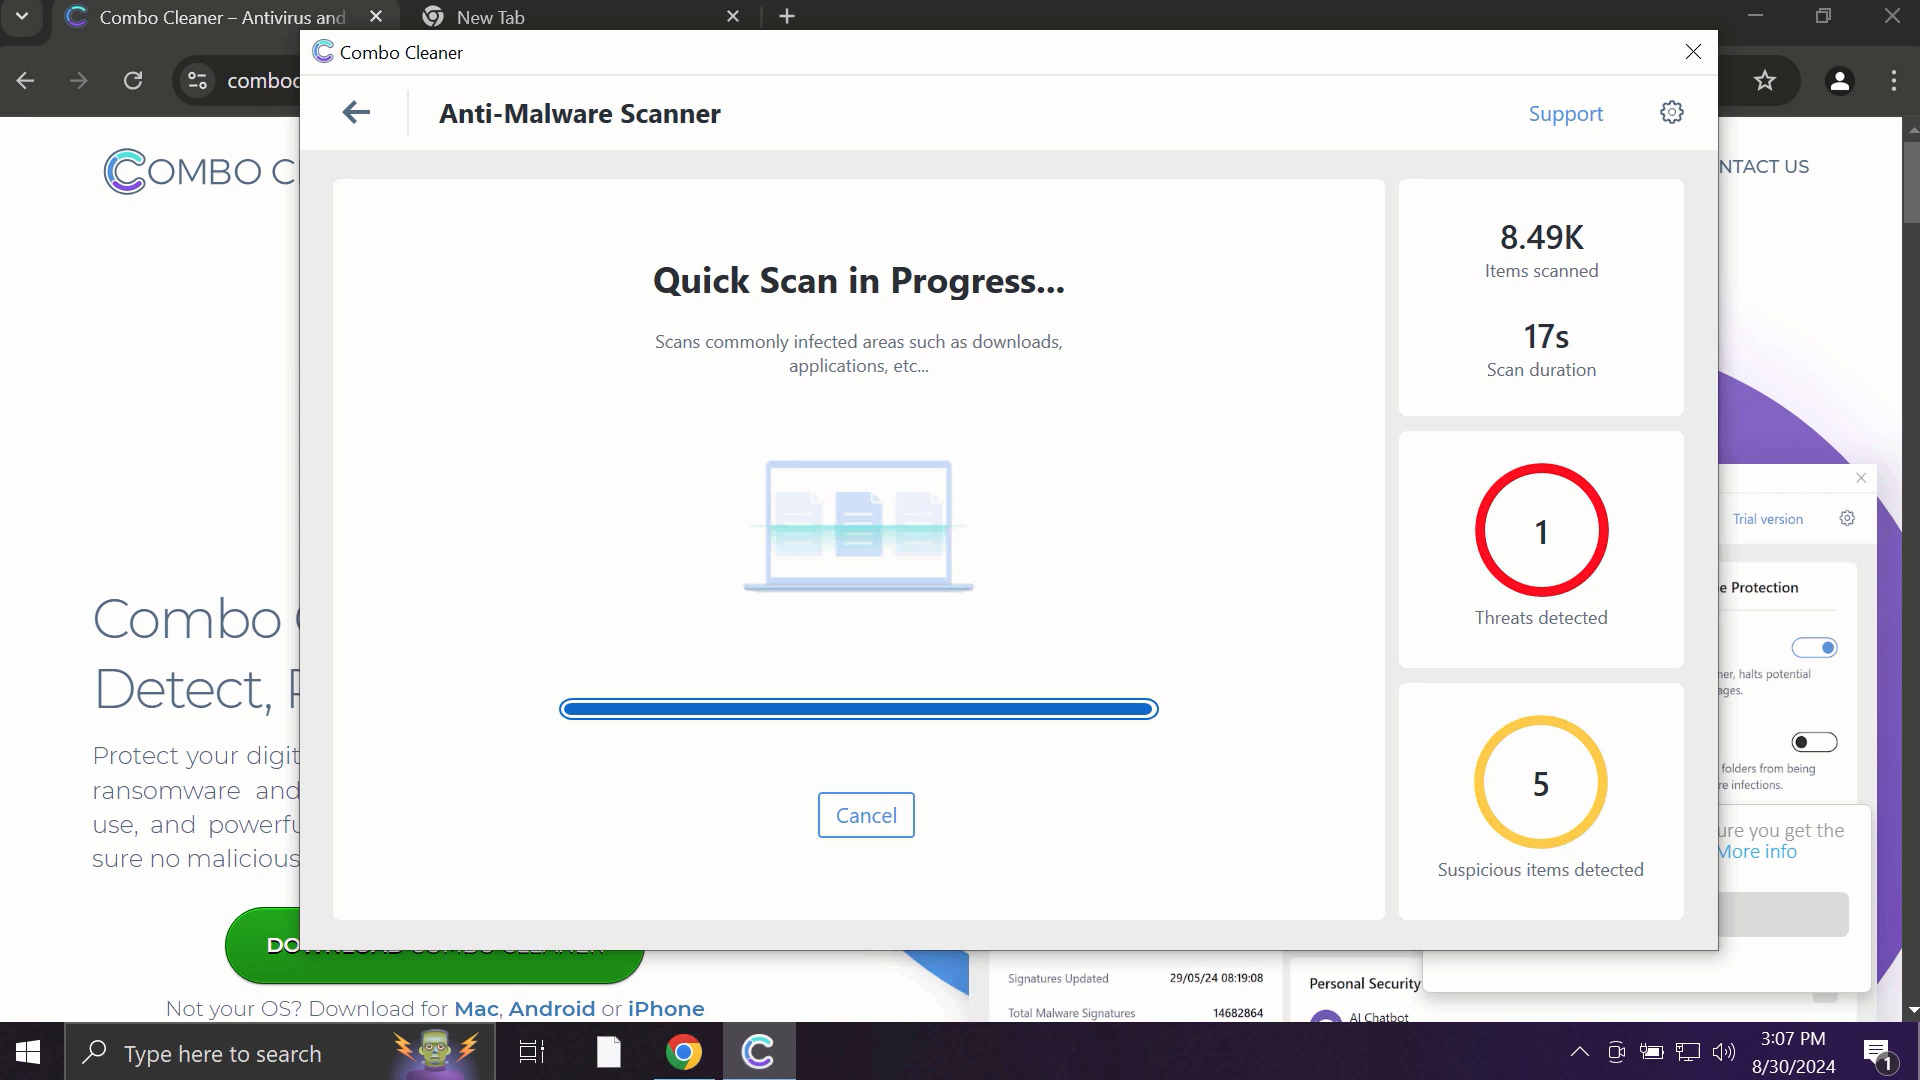 Combo Cleaner – Antivirus and
New Tab
Combo Cleaner
Anti-Malware Scanner
Support
NTACT US
OMBO C
8.49K
Items scanned
17s
Scan duration
Quick Scan in Progress...
Scans commonly infected areas such as downloads,
applications, etc...
1
Threats detected
Trial version
e Protection
er, halts potential
ages.
Combo
Detect,
Protect your digit
ransomware and
use, and powerfu
sure no malicious
Cancel
5
Suspicious items detected
folders from being
re infections.
ure you get the
More info
DOWNLOAD COMBO CLEANER
Not your OS? Download for Mac, Android or iPhone
Signatures Updated 29/05/24 08:19:08
Total Malware Signatures 14682864
Personal Security
AI Chatbot
Type here to search
3:07 PM
8/30/2024
1